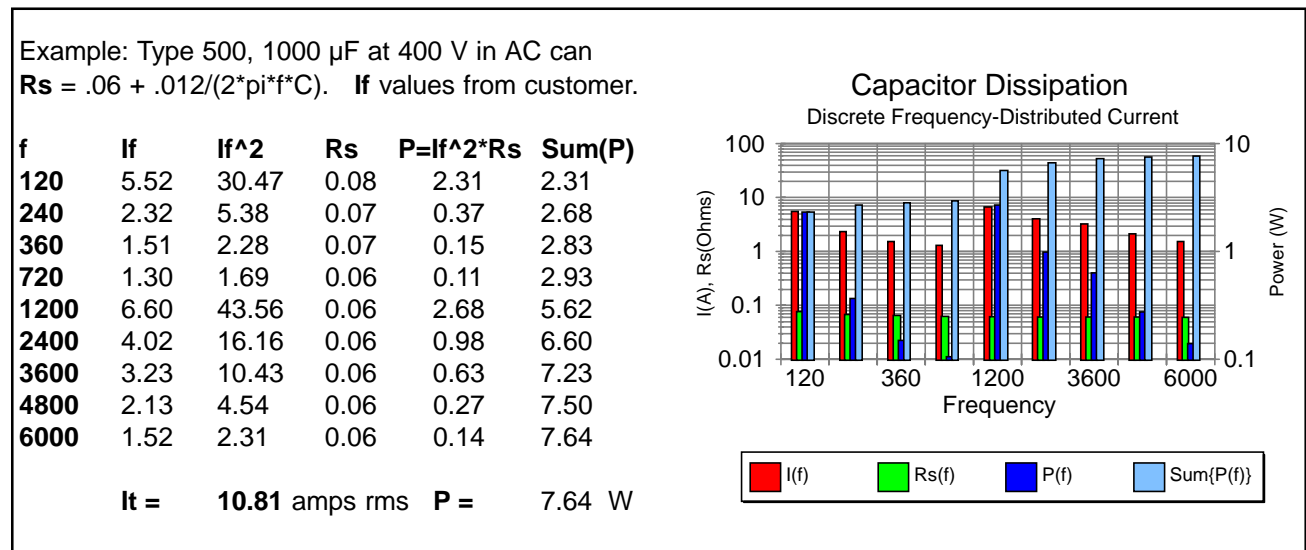 Example: Type 500, 1000 µF at 400 V in AC can
Rs = .06 + .012/(2*pi*f*C). If values from customer.
f If If^2 Rs P=If^2*Rs Sum(P)
120 5.52 30.47 0.08 2.31 2.31
240 2.32 5.38 0.07 0.37 2.68
360 1.51 2.28 0.07 0.15 2.83
720 1.30 1.69 0.06 0.11 2.93
1200 6.60 43.56 0.06 2.68 5.62
2400 4.02 16.16 0.06 0.98 6.60
3600 3.23 10.43 0.06 0.63 7.23
4800 2.13 4.54 0.06 0.27 7.50
6000 1.52 2.31 0.06 0.14 7.64
It = 10.81 amps rms P = 7.64 W
Capacitor Dissipation
Discrete Frequency-Distributed Current
I(A), Rs(Ohms)
100
10
1
0.1
0.01
10
1
0.1
Power (W)
120 360 1200 3600 6000
Frequency
I(f) Rs(f) P(f) Sum{P(f)}